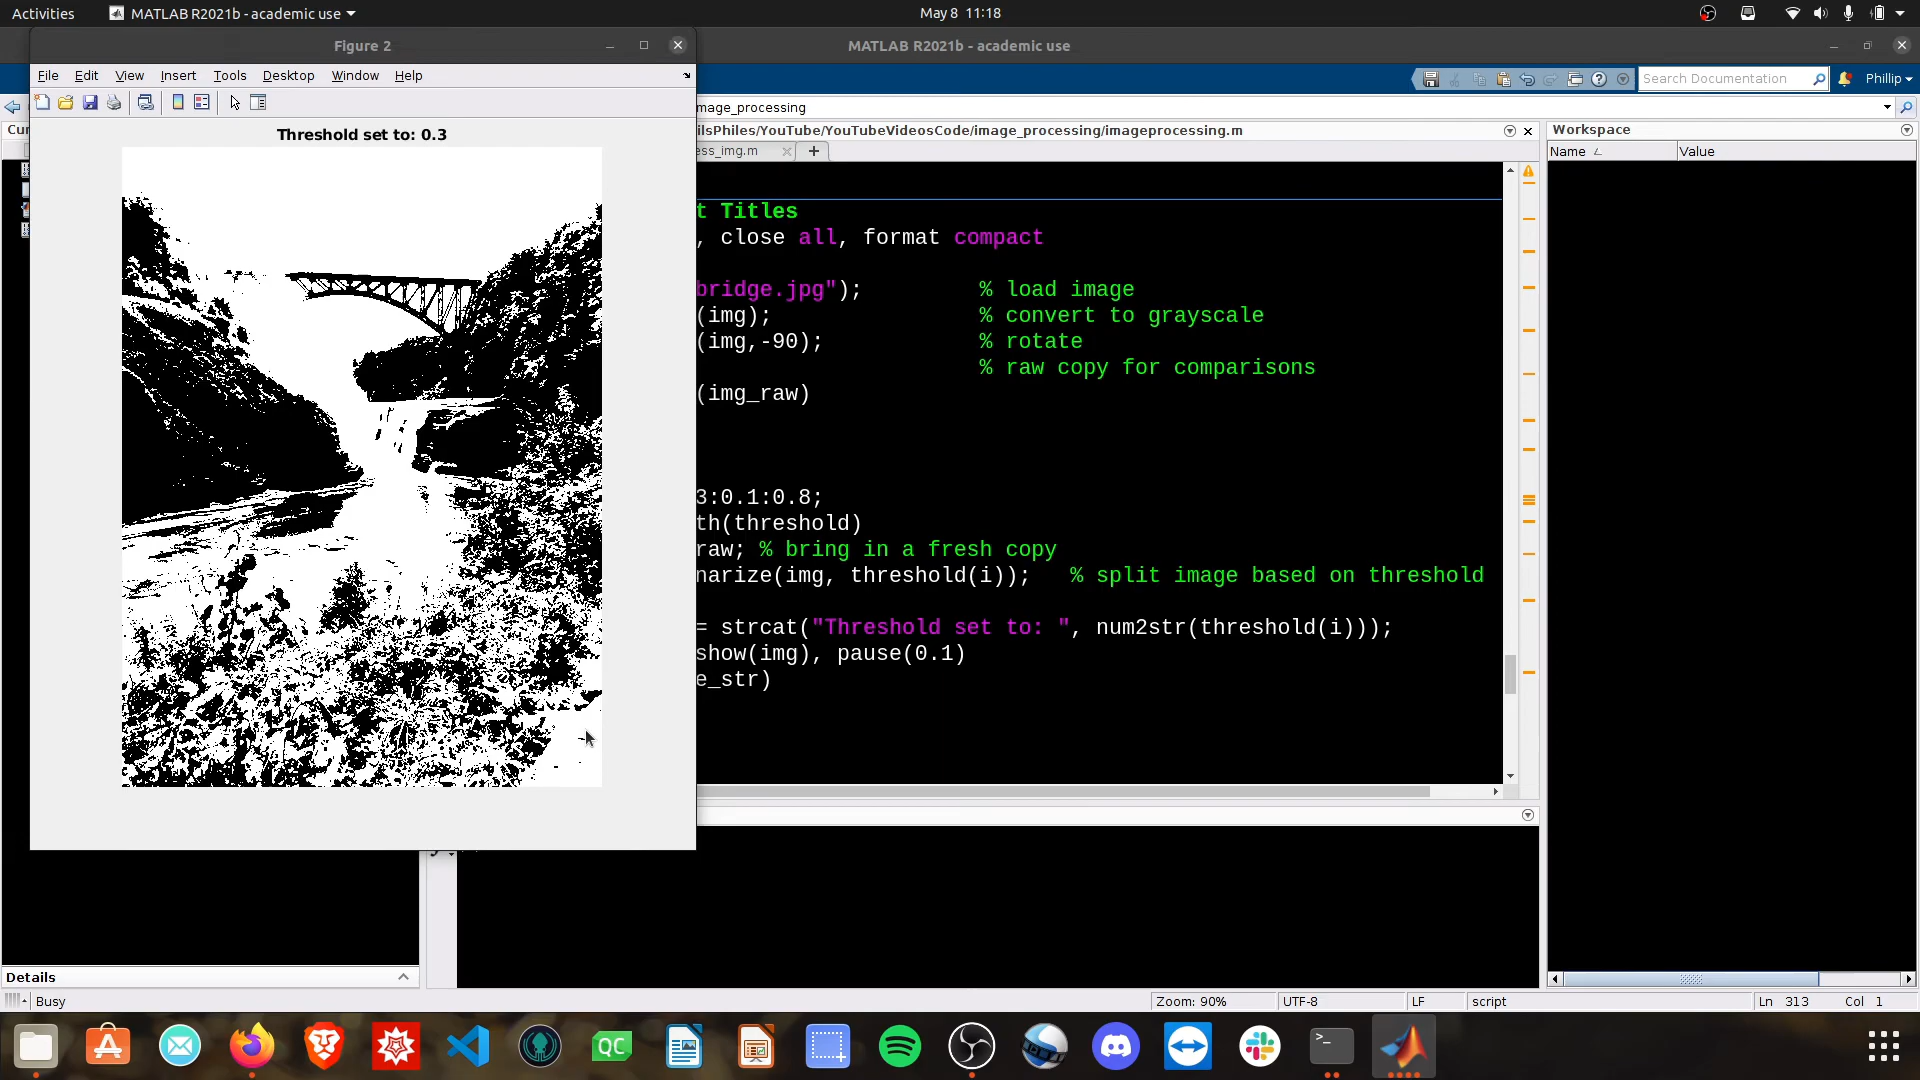 Activities
MATLAB R2021b - academic use
May 8 11:18
Figure 2
MATLAB R2021b - academic use
File Edit View Insert Tools Desktop Window Help
Search Documentation
Phillip
mage_processing
Threshold set to: 0.3
ilsPhiles/YouTube/YouTubeVideosCode/image_processing/imageprocessing.m
ess_img.m
+
Workspace
Name Value
t Titles
, close all, format compact
bridge.jpg"); % load image
(img); % convert to grayscale
(img,-90); % rotate
% raw copy for comparisons
(img_raw)
3:0.1:0.8;
th(threshold)
raw; % bring in a fresh copy
narize(img, threshold(i)); % split image based on threshold
= strcat("Threshold set to: ", num2str(threshold(i)));
show(img), pause(0.1)
e_str)
Details
Busy
Zoom: 90% UTF-8 LF script Ln 313 Col 1
QC
>_